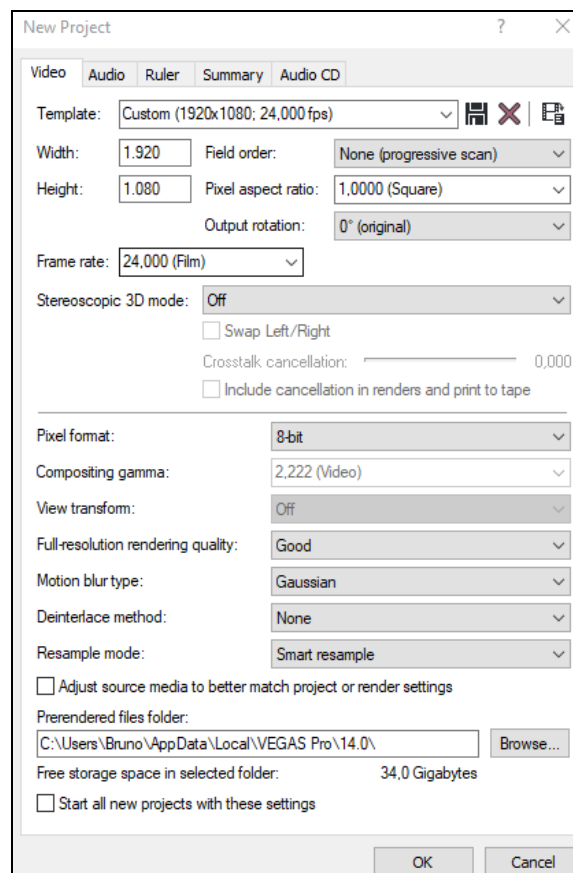 New Project ?
Video Audio Ruler Summary Audio CD
Template: Custom (1920x1080; 24,000 fps)
Width: 1.920 Field order: None (progressive scan)
Height: 1.080 Pixel aspect ratio: 1,0000 (Square)
Output rotation: 0° (original)
Frame rate: 24,000 (Film)
Stereoscopic 3D mode: Off
Swap Left/Right
Crosstalk cancellation: 0,000
Include cancellation in renders and print to tape
Pixel format: 8-bit
Compositing gamma: 2,222 (Video)
View transform: Off
Full-resolution rendering quality: Good
Motion blur type: Gaussian
Deinterlace method: None
Resample mode: Smart resample
Adjust source media to better match project or render settings
Prerendered files folder:
C:\Users\Bruno\AppData\Local\VEGAS Pro\14.0\ Browse...
Free storage space in selected folder: 34,0 Gigabytes
Start all new projects with these settings
OK Cancel